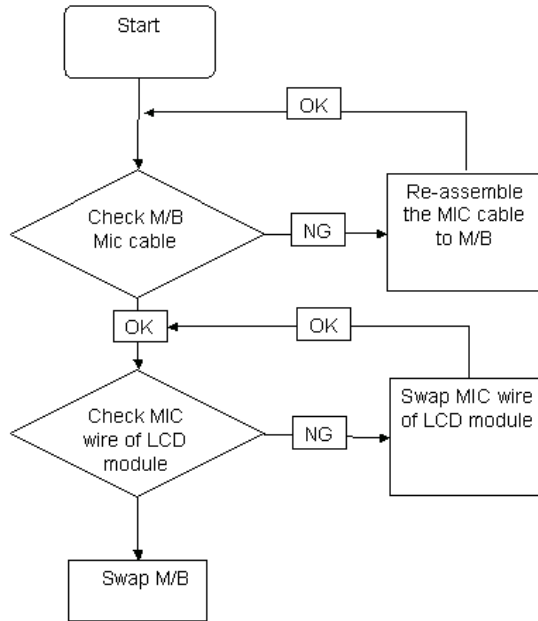 Start
OK
Check M/B
Mic cable
NG
Re-assemble
the MIC cable
to M/B
OK
OK
Check MIC
wire of LCD
module
NG
Swap MIC wire
of LCD module
Swap M/B